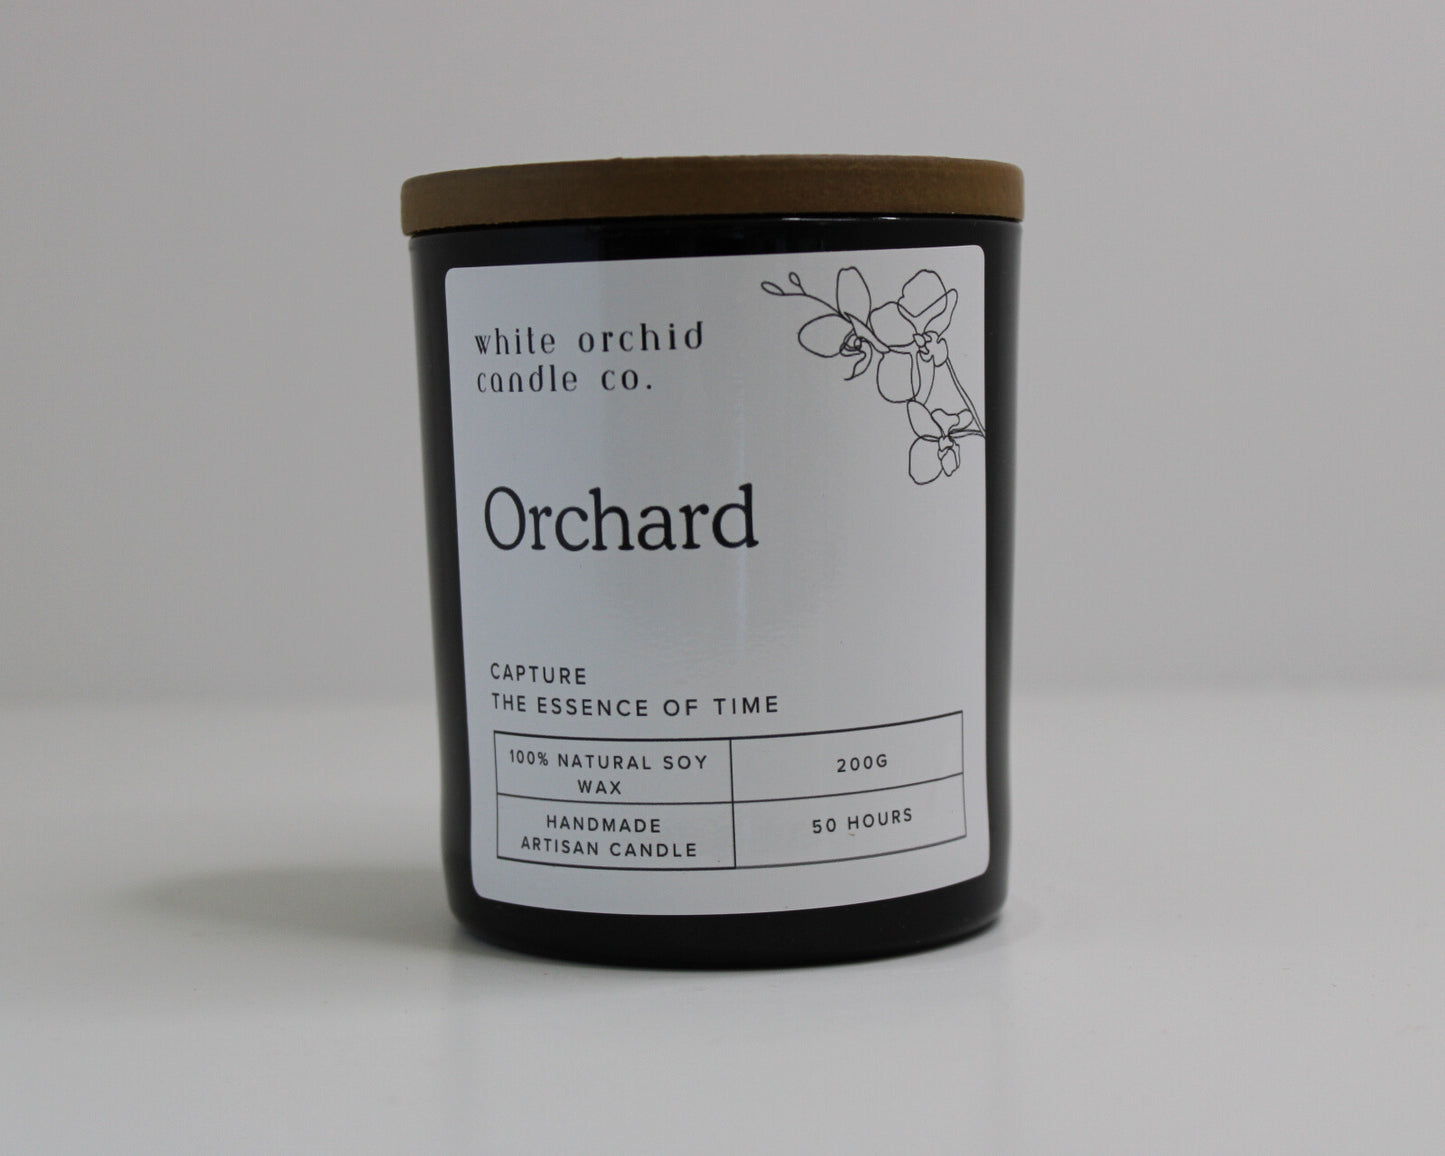 white orchid
candle co.
Orchard
CAPTURE
THE ESSENCE OF TIME
100% NATURAL SOY
WAX
200G
HANDMADE
ARTISAN CANDLE
50 HOURS